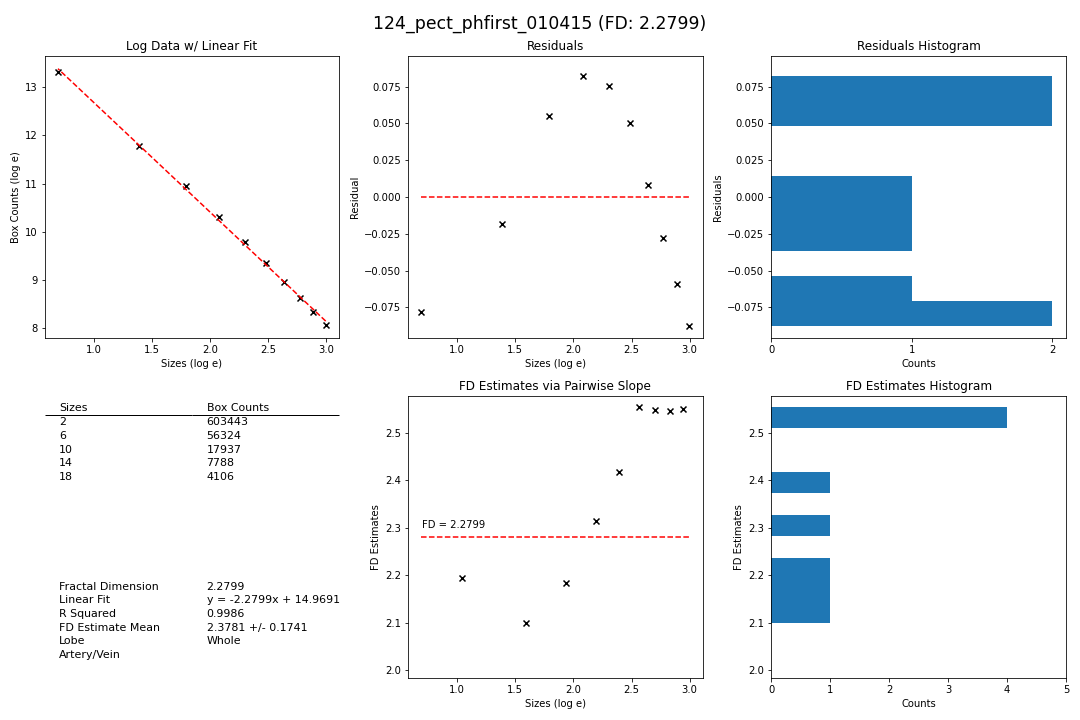 124_pect_phfirst_010415 (FD: 2.2799)
Log Data w/ Linear Fit
Box Counts (log e)
13
12
11
10
9
8
1.0 1.5 2.0 2.5 3.0
Sizes (log e)
Residuals
Residual
0.075
0.050
0.025
0.000
−0.025
−0.050
−0.075
1.0 1.5 2.0 2.5 3.0
Sizes (log e)
Residuals Histogram
Residuals
0.075
0.050
0.025
0.000
−0.025
−0.050
−0.075
0 1 2
Counts
Sizes Box Counts
2 603443
6 56324
10 17937
14 7788
18 4106
Fractal Dimension 2.2799
Linear Fit y = -2.2799x + 14.9691
R Squared 0.9986
FD Estimate Mean 2.3781 +/- 0.1741
Lobe Whole
Artery/Vein
FD Estimates via Pairwise Slope
FD Estimates
2.5
2.4
2.3
2.2
2.1
2.0
FD = 2.2799
1.0 1.5 2.0 2.5 3.0
Sizes (log e)
FD Estimates Histogram
FD Estimates
2.5
2.4
2.3
2.2
2.1
2.0
0 1 2 3 4 5
Counts